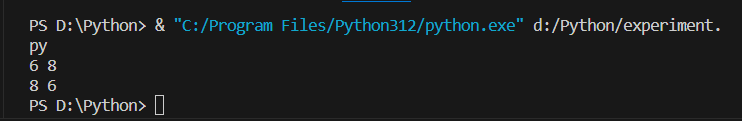 PS D:\Python> & "C:/Program Files/Python312/python.exe" d:/Python/experiment.
py
6 8
8 6
PS D:\Python>